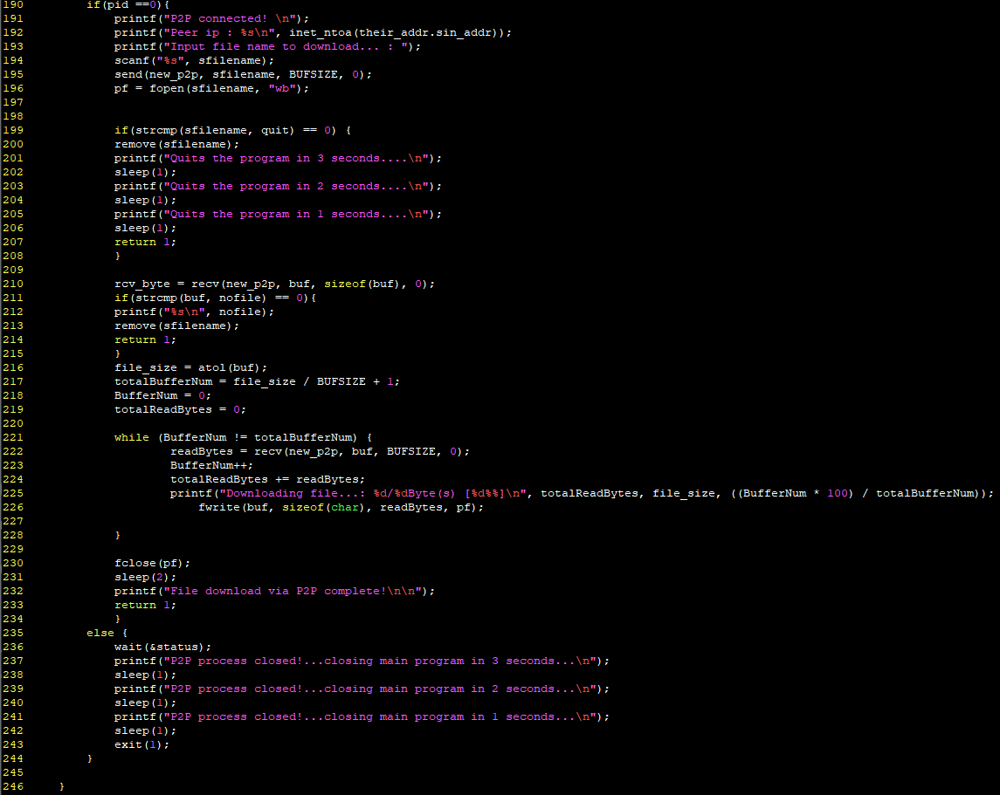 190         if(pid ==0){
191             printf("P2P connected! \n");
192             printf("Peer ip : %s\n", inet_ntoa(their_addr.sin_addr));
193             printf("Input file name to download... : ");
194             scanf("%s", sfilename);
195             send(new_p2p, sfilename, BUFSIZE, 0);
196             pf = fopen(sfilename, "wb");
197
198
199             if(strcmp(sfilename, quit) == 0) {
200             remove(sfilename);
201             printf("Quits the program in 3 seconds....\n");
202             sleep(1);
203             printf("Quits the program in 2 seconds....\n");
204             sleep(1);
205             printf("Quits the program in 1 seconds....\n");
206             sleep(1);
207             return 1;
208             }
209
210             rcv_byte = recv(new_p2p, buf, sizeof(buf), 0);
211             if(strcmp(buf, nofile) == 0){
212             printf("%s\n", nofile);
213             remove(sfilename);
214             return 1;
215             }
216             file_size = atol(buf);
217             totalBufferNum = file_size / BUFSIZE + 1;
218             BufferNum = 0;
219             totalReadBytes = 0;
220
221             while (BufferNum != totalBufferNum) {
222                     readBytes = recv(new_p2p, buf, BUFSIZE, 0);
223                     BufferNum++;
224                     totalReadBytes += readBytes;
225                     printf("Downloading file...: %d/%dByte(s) [%d%%]\n", totalReadBytes, file_size, ((BufferNum * 100) / totalBufferNum));
226                         fwrite(buf, sizeof(char), readBytes, pf);
227
228             }
229
230             fclose(pf);
231             sleep(2);
232             printf("File download via P2P complete!\n\n");
233             return 1;
234             }
235         else {
236             wait(&status);
237             printf("P2P process closed!...closing main program in 3 seconds...\n");
238             sleep(1);
239             printf("P2P process closed!...closing main program in 2 seconds...\n");
240             sleep(1);
241             printf("P2P process closed!...closing main program in 1 seconds...\n");
242             sleep(1);
243             exit(1);
244         }
245
246     }